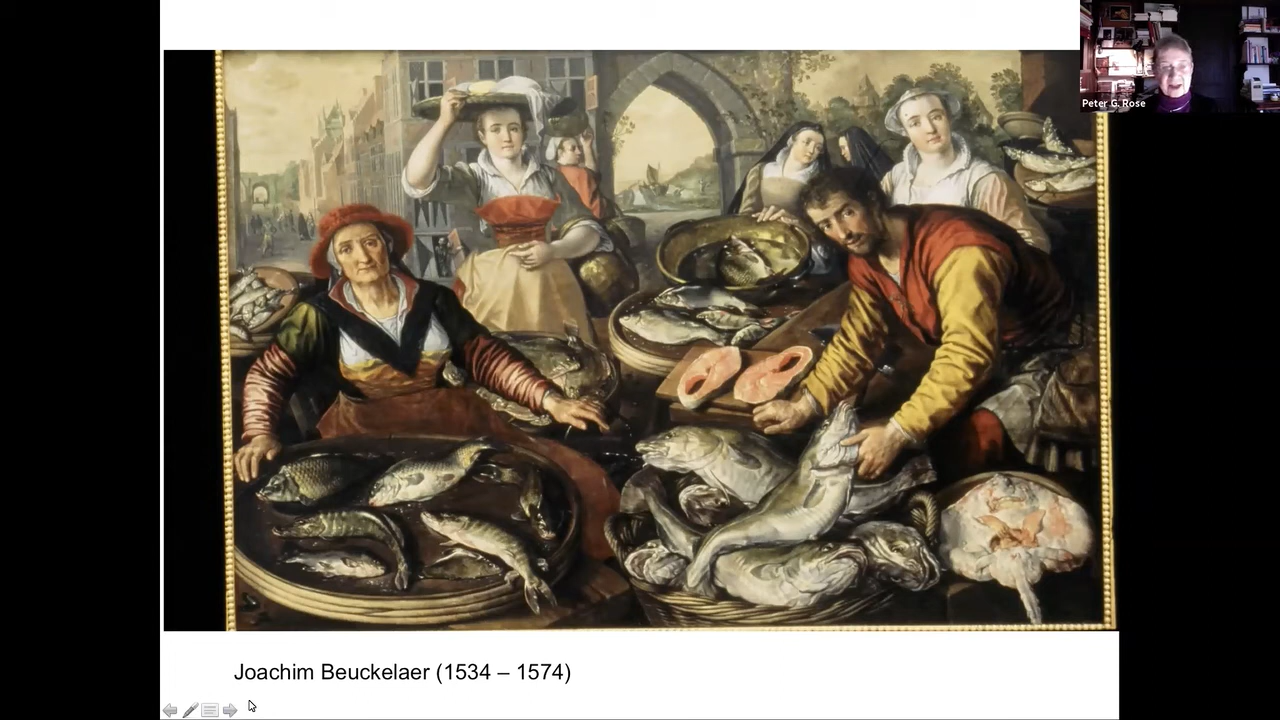 Peter G. Rose
Joachim Beuckelaer (1534 – 1574)